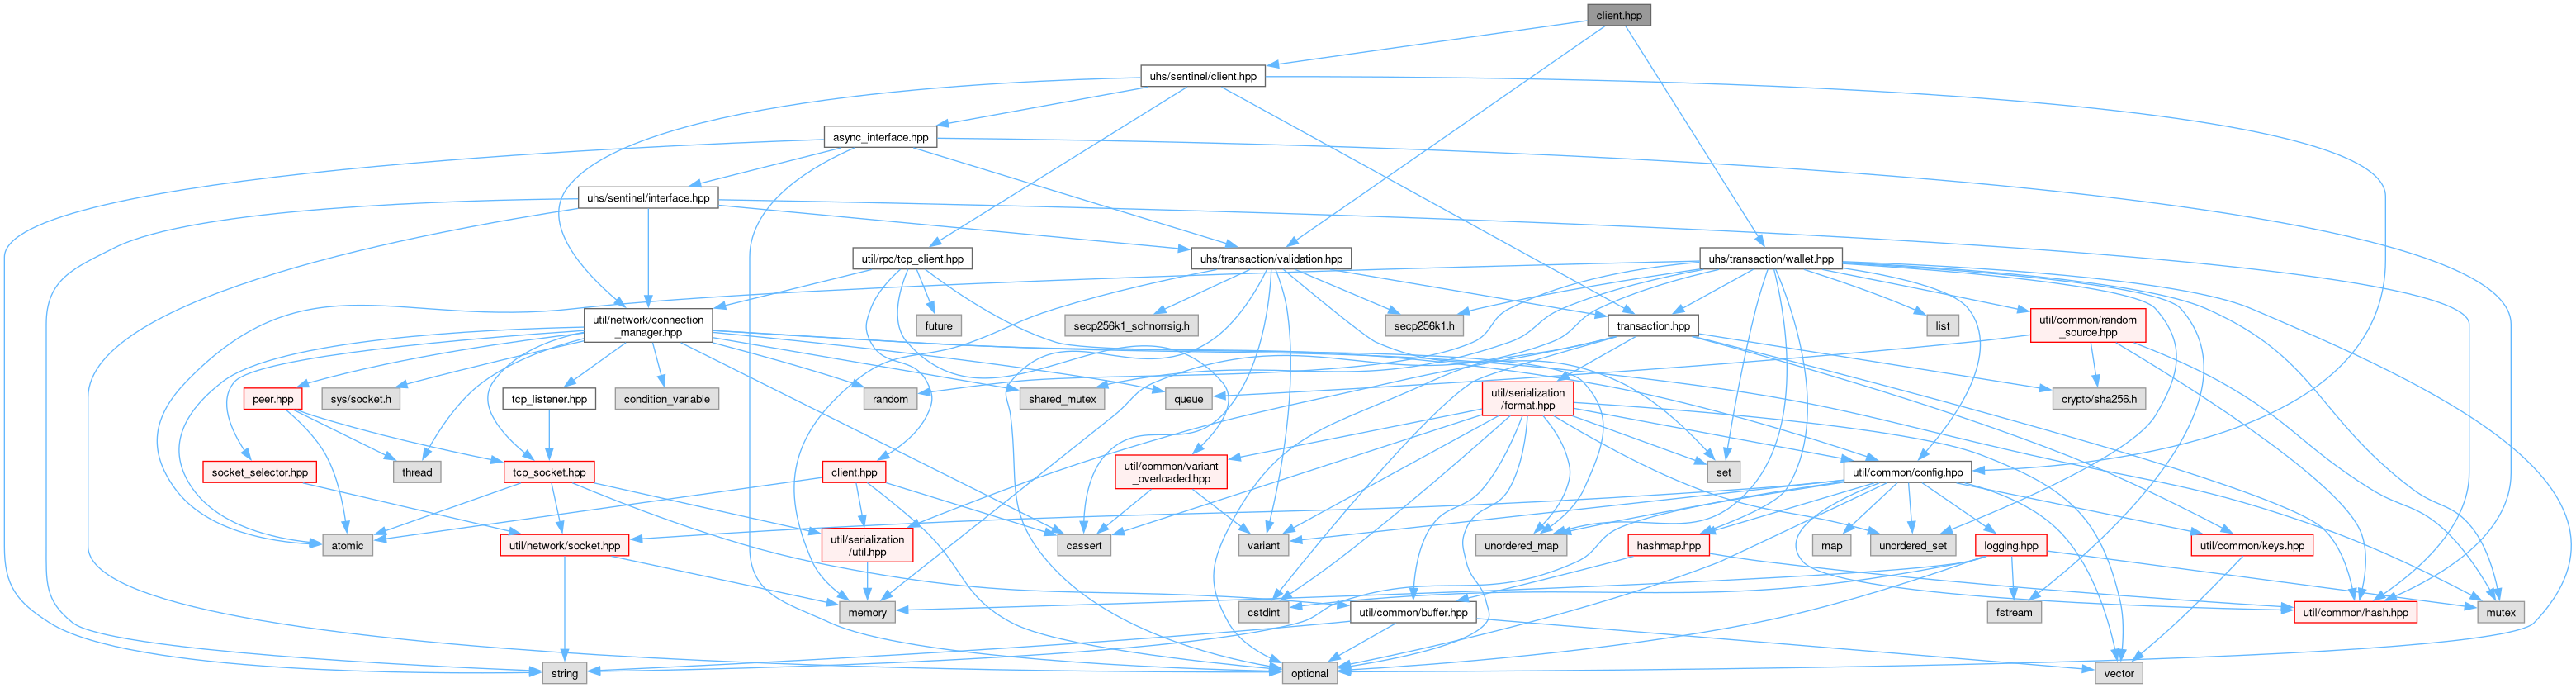 client.hpp
uhs/sentinel/client.hpp
async_interface.hpp
uhs/sentinel/interface.hpp
util/rpc/tcp_client.hpp
uhs/transaction/validation.hpp
uhs/transaction/wallet.hpp
util/network/connection
_manager.hpp
future
secp256k1_schnorrsig.h
secp256k1.h
transaction.hpp
list
util/common/random
_source.hpp
peer.hpp
sys/socket.h
tcp_listener.hpp
condition_variable
random
shared_mutex
queue
util/serialization
/format.hpp
crypto/sha256.h
socket_selector.hpp
thread
tcp_socket.hpp
client.hpp
util/common/variant
_overloaded.hpp
set
util/common/config.hpp
atomic
util/network/socket.hpp
util/serialization
/util.hpp
cassert
variant
unordered_map
hashmap.hpp
map
unordered_set
logging.hpp
util/common/keys.hpp
memory
cstdint
util/common/buffer.hpp
fstream
util/common/hash.hpp
mutex
string
optional
vector